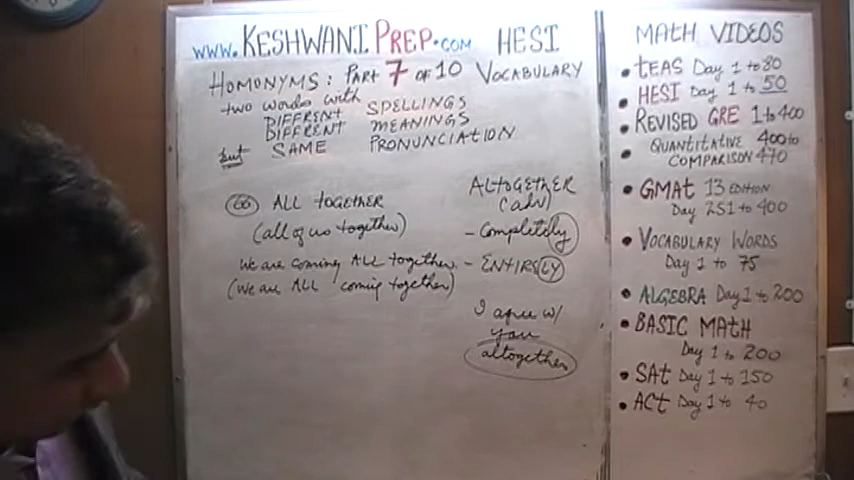 www.KESHWANIPREP.COM HESI
HOMONYMS: PART 7 OF 10 VOCABULARY
two words with DIFFRENT SPELLINGS
DIFFRENT MEANINGS
but SAME PRONUNCIATION
66 ALL together
(all of us together)
We are coming ALL together.
(We are ALL coming together)
ALTOGETHER
(adv)
- Completely
- ENTIRELY
I agree w/
you
altogether
MATH VIDEOS
• tEAS Day 1 to 80
• HESI Day 1 to 50
• REVISED GRE 1 to 400
• QUANTITATIVE 400 to
COMPARISON 470
• GMAt 13 EDITION
Day 251 to 400
• VOCABULARY WORDS
Day 1 to 75
• ALGEBRA Day 1 to 200
• BASIC MATH
Day 1 to 200
• SAt Day 1 to 150
• ACt Day 1 to 40